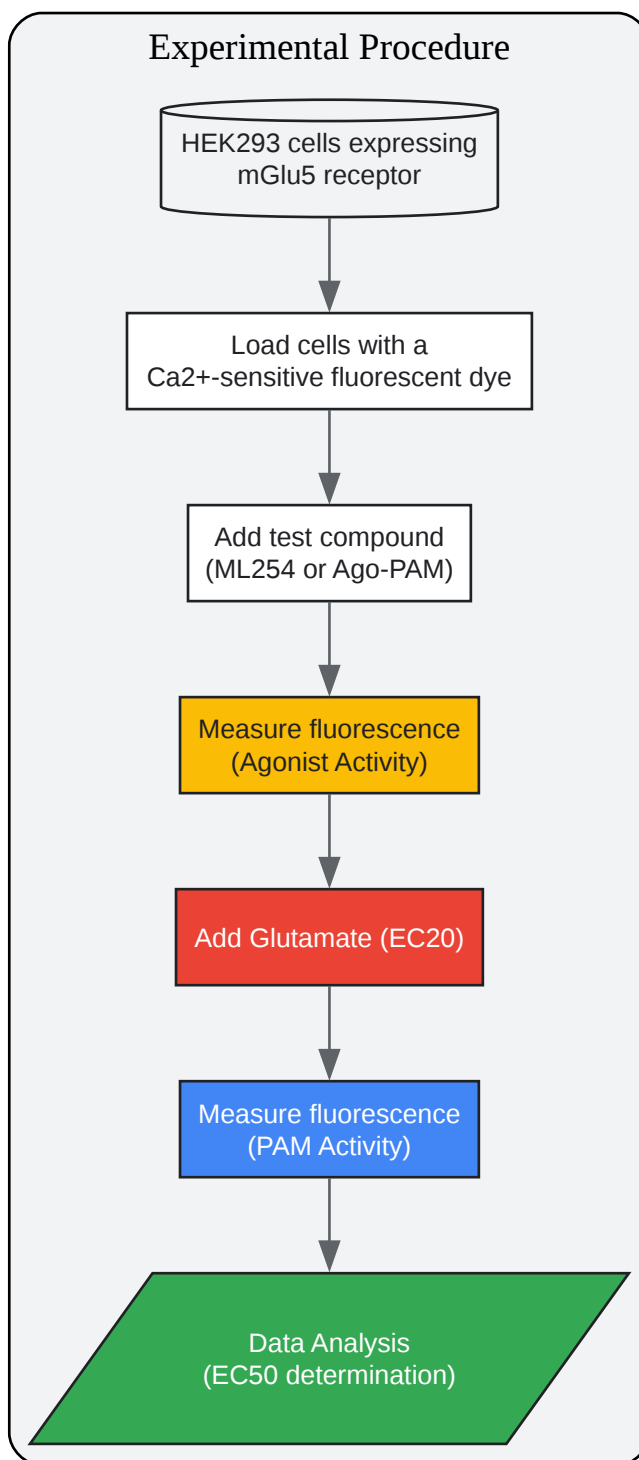 Experimental Procedure
HEK293 cells expressing
mGlu5 receptor
Load cells with a
Ca2+-sensitive fluorescent dye
Add test compound
(ML254 or Ago-PAM)
Measure fluorescence
(Agonist Activity)
Add Glutamate (EC20)
Measure fluorescence
(PAM Activity)
Data Analysis
(EC50 determination)